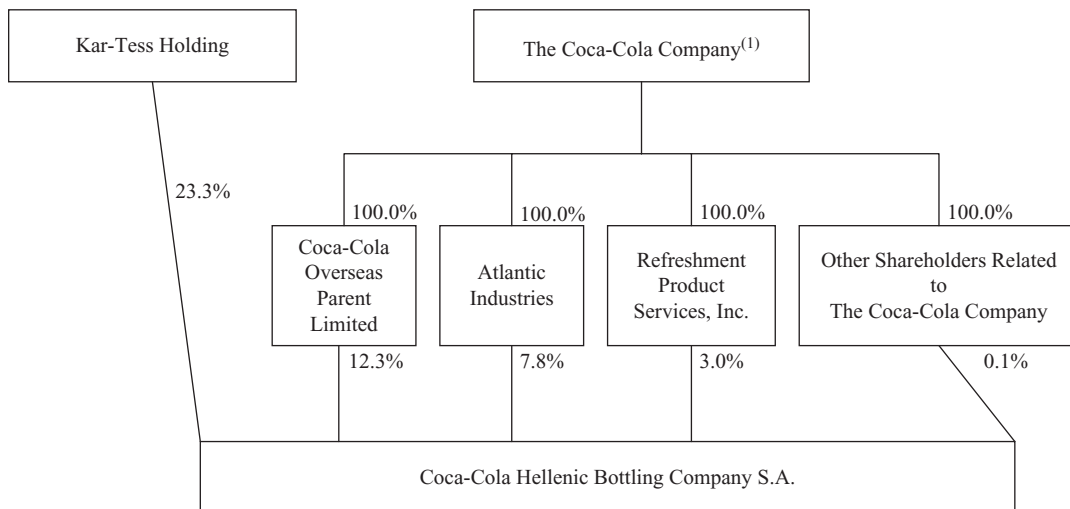 Kar-Tess Holding
The Coca-Cola Company(1)
23.3%
100.0%
100.0%
100.0%
100.0%
Coca-Cola
Overseas
Parent
Limited
Atlantic
Industries
Refreshment
Product
Services, Inc.
Other Shareholders Related
to
The Coca-Cola Company
12.3%
7.8%
3.0%
0.1%
Coca-Cola Hellenic Bottling Company S.A.